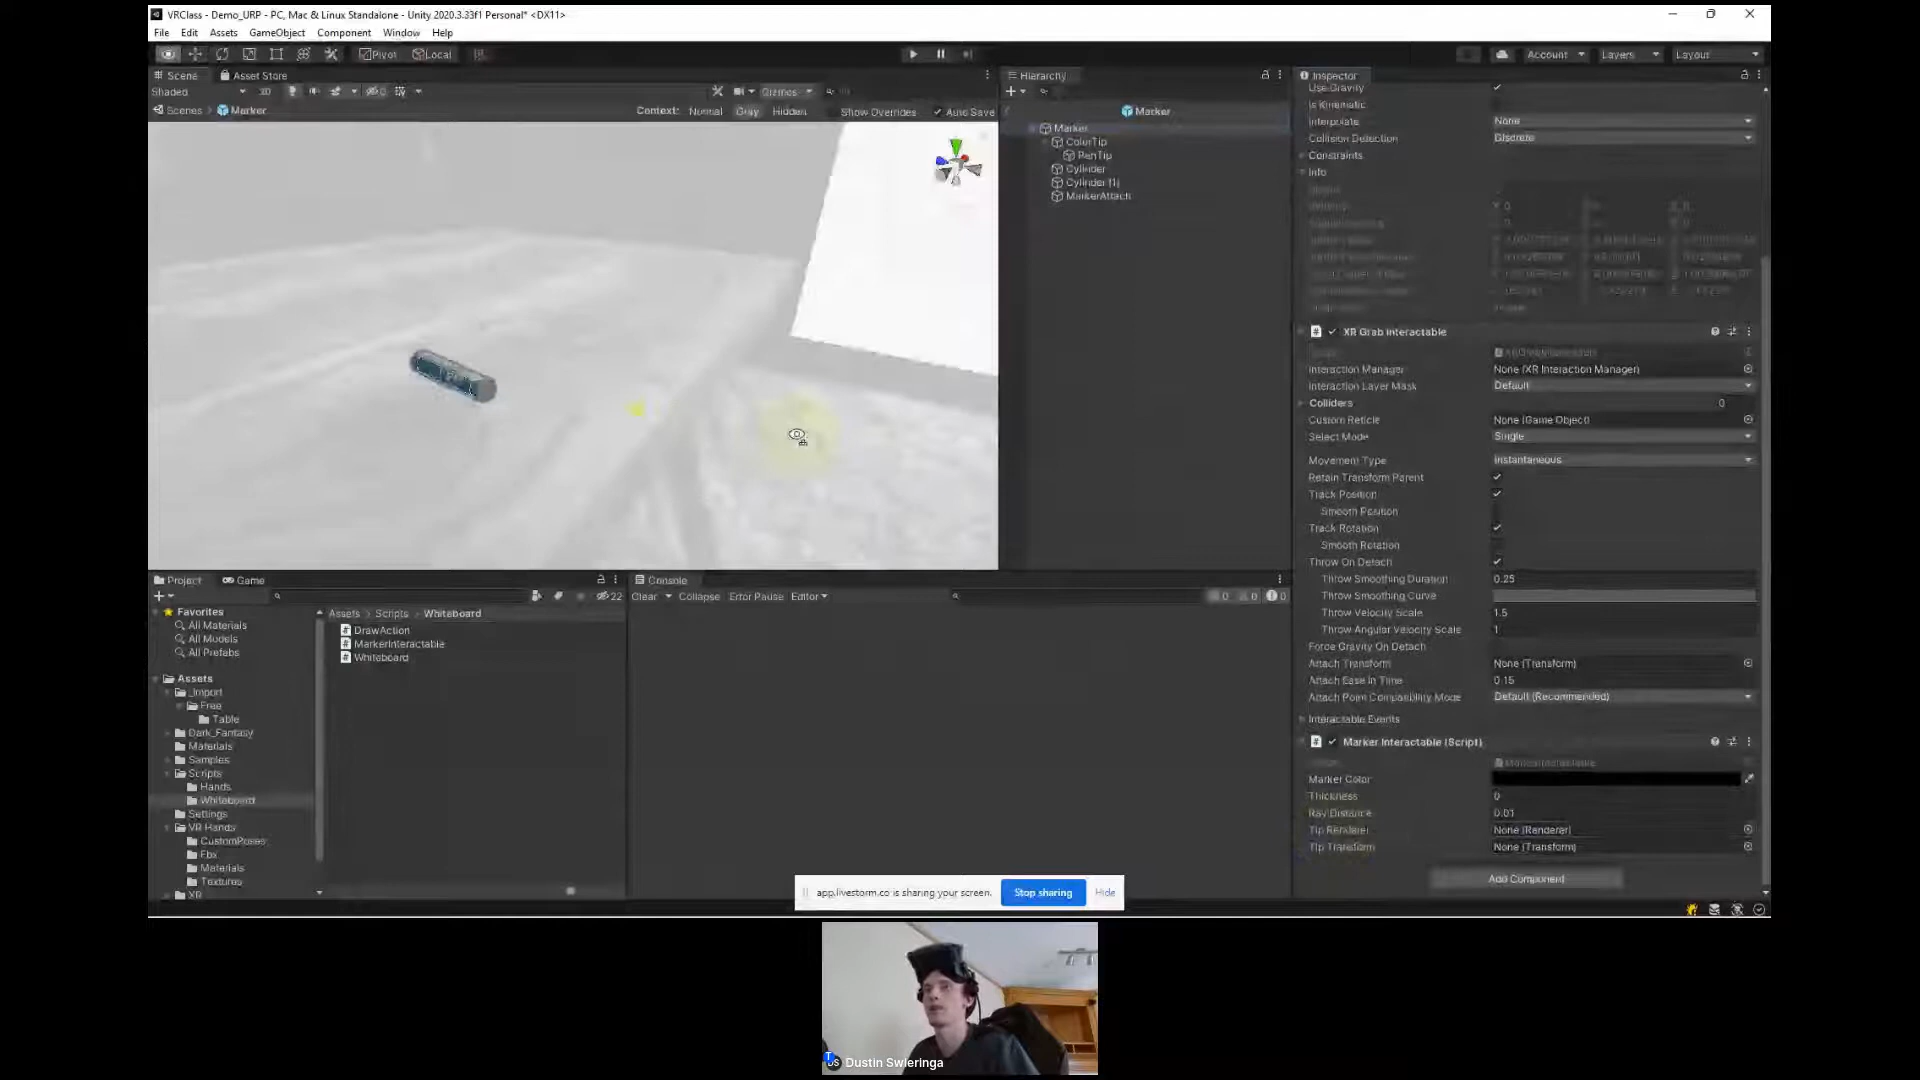 VRClass - Demo_URP - PC, Mac & Linux Standalone - Unity 2020.3.33f1 Personal* <DX11>
File Edit Assets GameObject Component Window Help
Pivot Local
Account Layers Layout
Scene Asset Store
Shaded 2D Gizmos All
Scenes Marker Context: Normal Gray Hidden Show Overrides Auto Save
Hierarchy
Marker
Marker
ColorTip
PenTip
Cylinder
Cylinder (1)
MarkerAttach
Inspector
Use Gravity
Is Kinematic
Interpolate None
Collision Detection Discrete
Constraints
Info
XR Grab Interactable
Interaction Manager None (XR Interaction Manager)
Interaction Layer Mask Default
Colliders 0
Custom Reticle None (Game Object)
Select Mode Single
Movement Type Instantaneous
Retain Transform Parent
Track Position
Smooth Position
Track Rotation
Smooth Rotation
Throw On Detach
Throw Smoothing Duration 0.25
Throw Smoothing Curve
Throw Velocity Scale 1.5
Throw Angular Velocity Scale 1
Force Gravity On Detach
Attach Transform None (Transform)
Attach Ease In Time 0.15
Attach Point Compatibility Mode Default (Recommended)
Interactable Events
Marker Interactable (Script)
Marker Color
Thickness 0
Ray Distance 0.01
Tip Renderer None (Renderer)
Tip Transform None (Transform)
Add Component
Project Game
22
Favorites
All Materials
All Models
All Prefabs
Assets
_Import
Free
Table
Dark_Fantasy
Materials
Samples
Scripts
Hands
Whiteboard
Settings
VR Hands
CustomPoses
Fbx
Materials
Textures
XR
Assets Scripts Whiteboard
DrawAction
MarkerInteractable
Whiteboard
Console
Clear Collapse Error Pause Editor 0 0 0
app.livestorm.co is sharing your screen. Stop sharing Hide
DS Dustin Swieringa